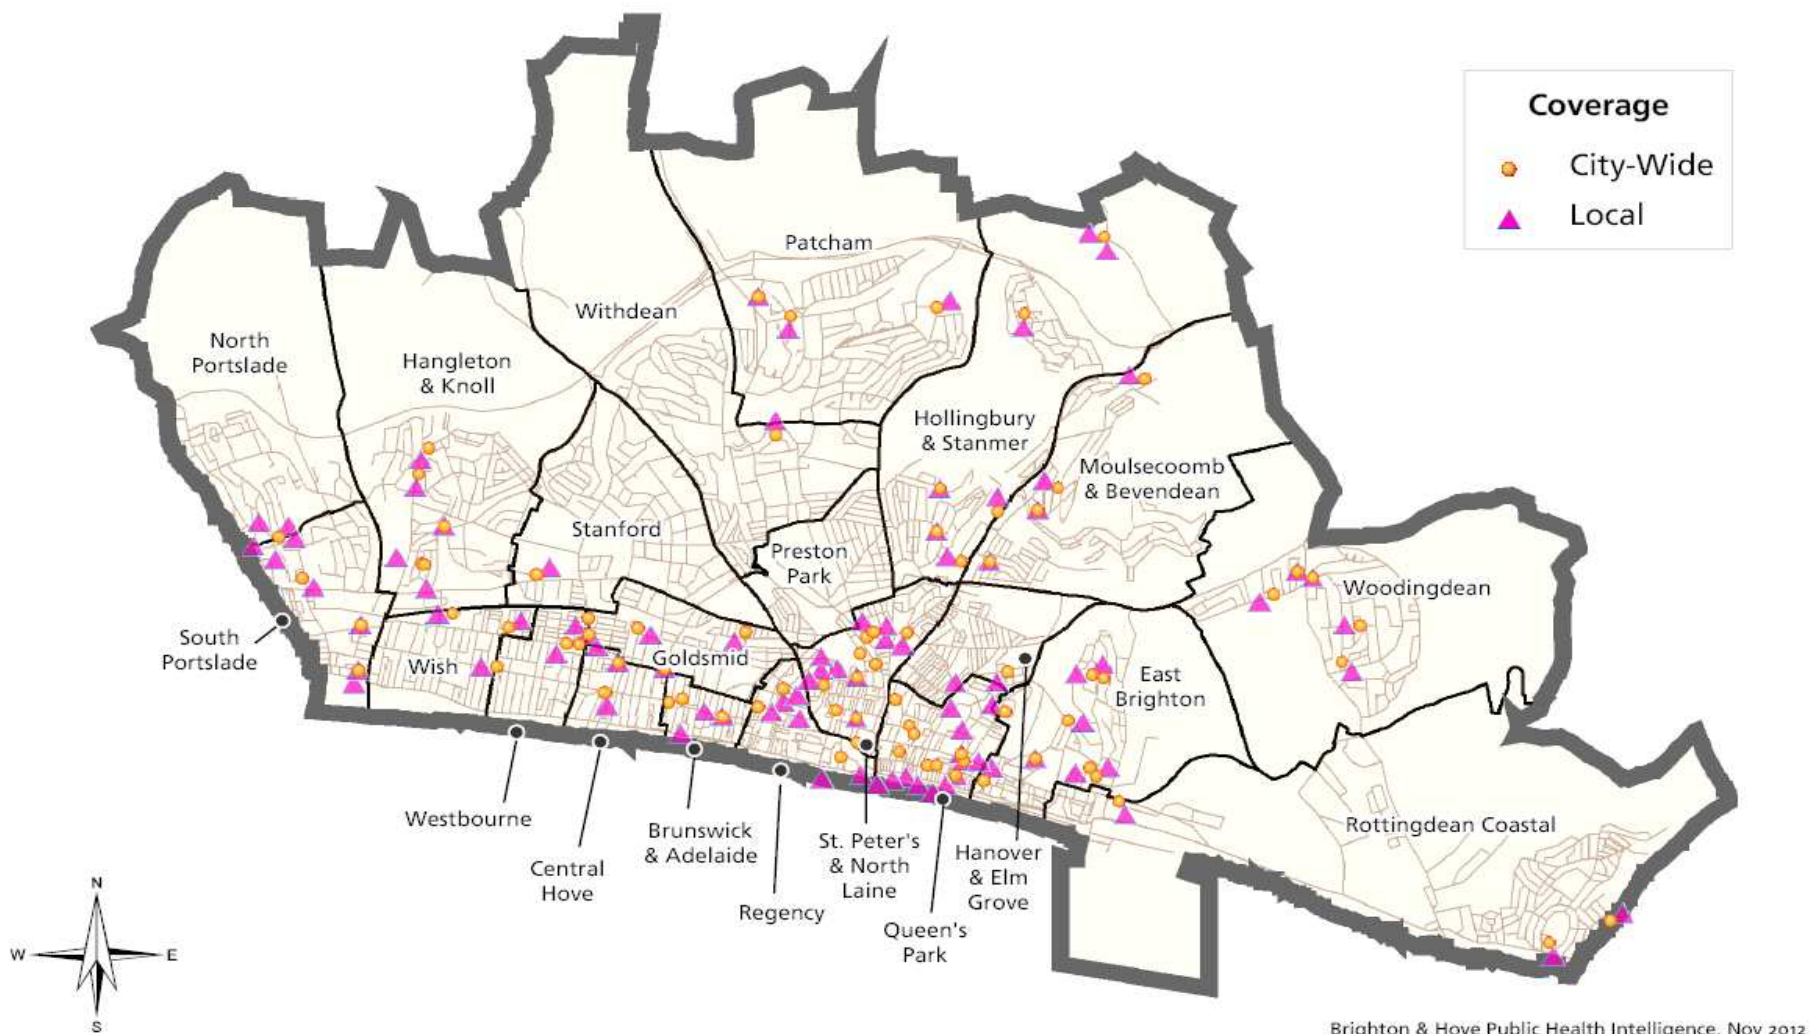 Coverage
City-Wide
Local
Patcham
Withdean
North
Portslade
Hangleton
& Knoll
Hollingbury
& Stanmer
Moulsecoomb
& Bevendean
Stanford
Preston
Park
Woodingdean
South
Portslade
Wish
Goldsmid
East
Brighton
Westbourne
Central
Hove
Brunswick
& Adelaide
Regency
St. Peter's
& North
Laine
Queen's
Park
Hanover
& Elm
Grove
Rottingdean Coastal
N
W
E
S
Brighton & Hove Public Health Intelligence, Nov 2012